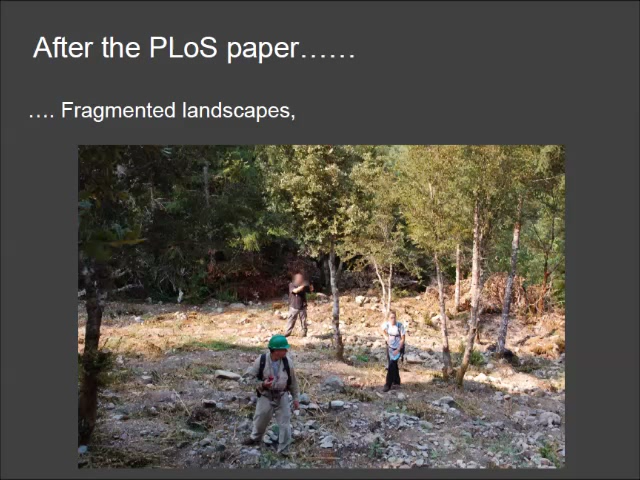 After the PLoS paper……
…. Fragmented landscapes,